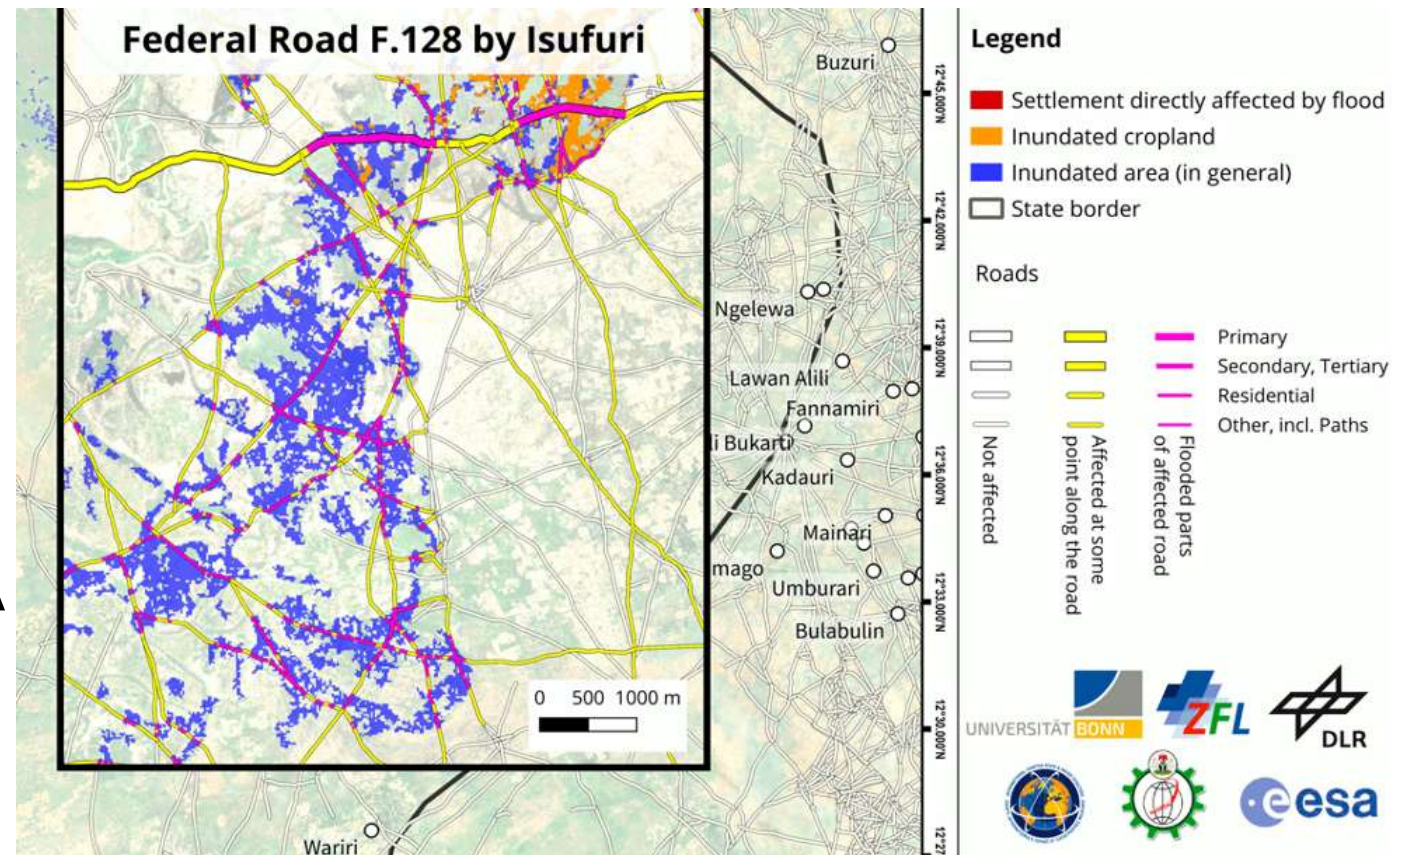 Federal Road F.128 by Isufuri
0 500 1000 m
Buzuri
Ngelewa
Lawan Alili
Fannamiri
li Bukarti
Kadauri
Mainari
mago
Umburari
Bulabulin
Wariri
A
12°45.000'N
12°42.000'N
12°39.000'N
12°36.000'N
12°33.000'N
12°30.000'N
12°27
Legend
Settlement directly affected by flood
Inundated cropland
Inundated area (in general)
State border
Roads
Primary
Secondary, Tertiary
Residential
Other, incl. Paths
Not affected
Affected at some
point along the road
Flooded parts
of affected road
UNIVERSITÄT BONN
ZFL
DLR
esa